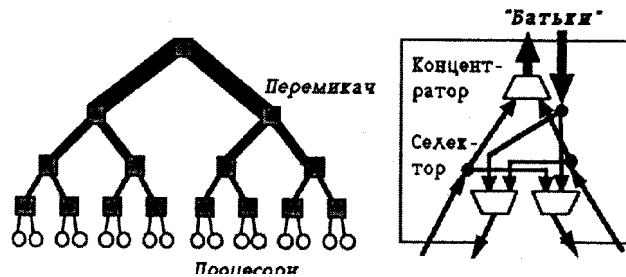 "Батьки"
Концент-
ратор
Перемикач
Селек-
тор
Процесори